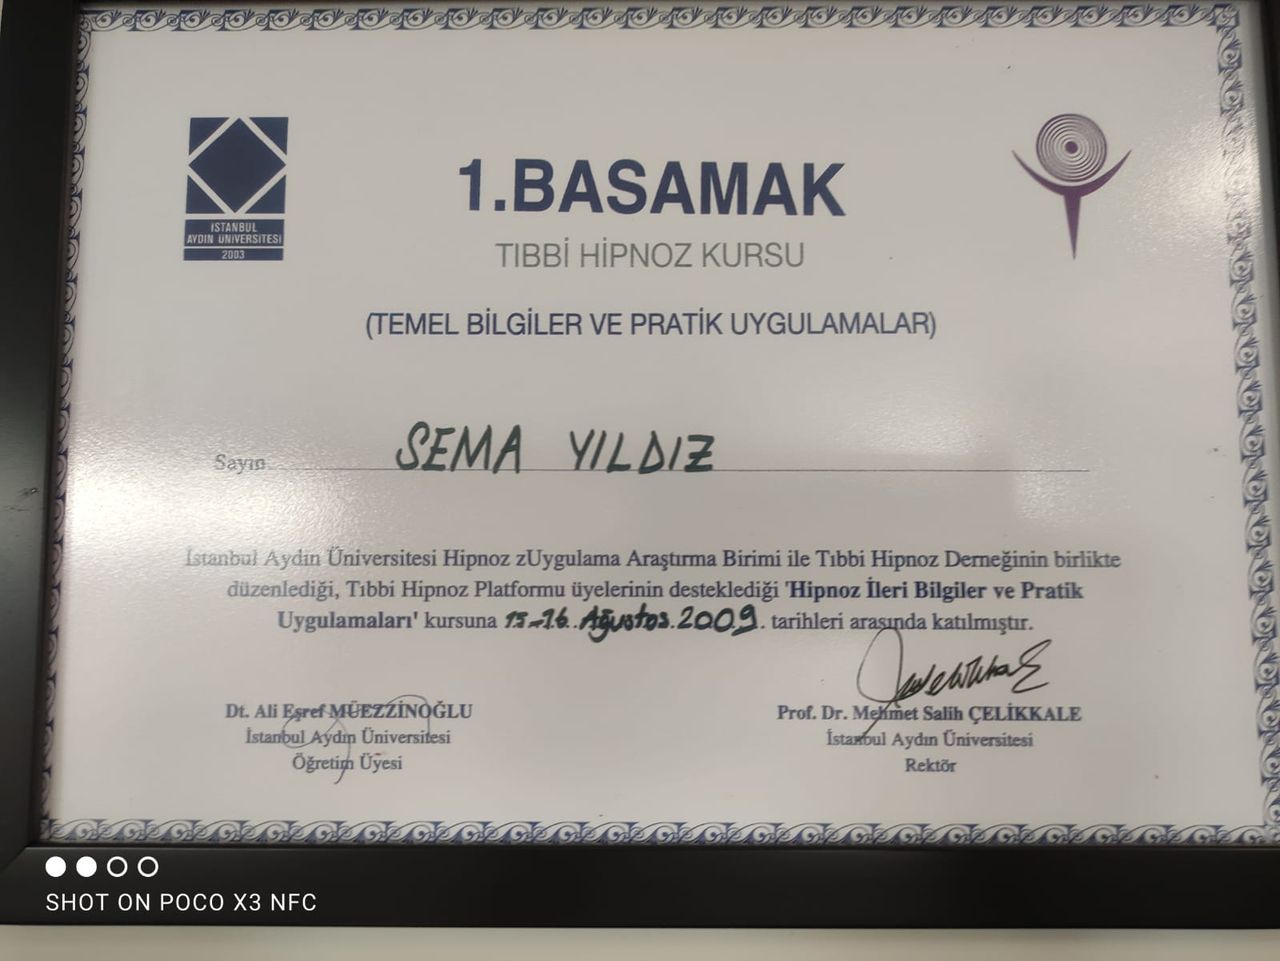 İSTANBUL
AYDIN ÜNİVERSİTESİ
2003
1.BASAMAK
TIBBİ HİPNOZ KURSU
(TEMEL BİLGİLER VE PRATİK UYGULAMALAR)
Sayın SEMA YILDIZ
İstanbul Aydın Üniversitesi Hipnoz zUygulama Araştırma Birimi ile Tıbbi Hipnoz Derneğinin birlikte
düzenlediği, Tıbbi Hipnoz Platformu üyelerinin desteklediği 'Hipnoz İleri Bilgiler ve Pratik
Uygulamaları' kursuna 15-16 Ağustos 2009. tarihleri arasında katılmıştır.
Dt. Ali Eşref MÜEZZİNOĞLU
İstanbul Aydın Üniversitesi
Öğretim Üyesi
Prof. Dr. Mehmet Salih ÇELİKKALE
İstanbul Aydın Üniversitesi
Rektör
SHOT ON POCO X3 NFC